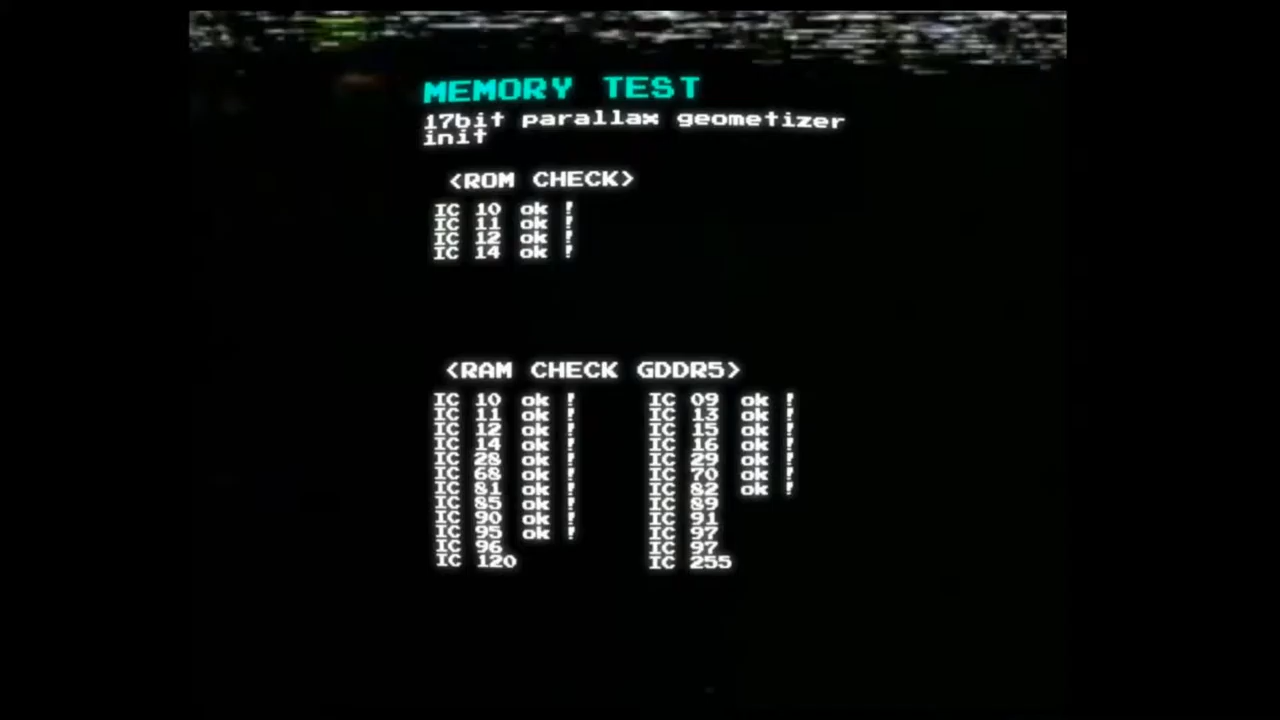 MEMORY TEST
17bit parallax geometizer
init
<ROM CHECK>
IC 10 ok !
IC 11 ok !
IC 12 ok !
IC 14 ok !
<RAM CHECK GDDR5>
IC 10 ok ! IC 09 ok !
IC 11 ok ! IC 13 ok !
IC 12 ok ! IC 15 ok !
IC 14 ok ! IC 16 ok !
IC 28 ok ! IC 29 ok !
IC 68 ok ! IC 70 ok !
IC 81 ok ! IC 82 ok !
IC 85 ok ! IC 89
IC 90 ok ! IC 91
IC 95 ok ! IC 97
IC 96 IC 97
IC 120 IC 255